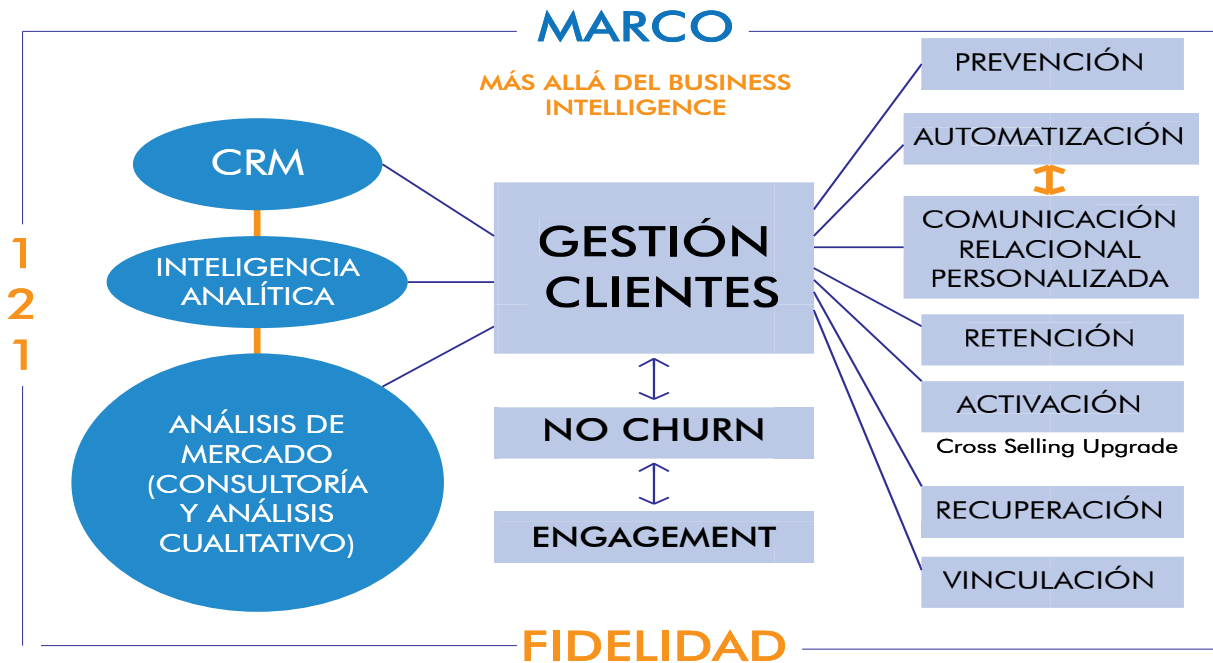 MARCO
MÁS ALLÁ DEL BUSINESS
INTELLIGENCE
1
2
1
CRM
INTELIGENCIA
ANALÍTICA
ANÁLISIS DE
MERCADO
(CONSULTORÍA
Y ANÁLISIS
CUALITATIVO)
GESTIÓN
CLIENTES
NO CHURN
ENGAGEMENT
PREVENCIÓN
AUTOMATIZACIÓN
COMUNICACIÓN
RELACIONAL
PERSONALIZADA
RETENCIÓN
ACTIVACIÓN
Cross Selling Upgrade
RECUPERACIÓN
VINCULACIÓN
FIDELIDAD